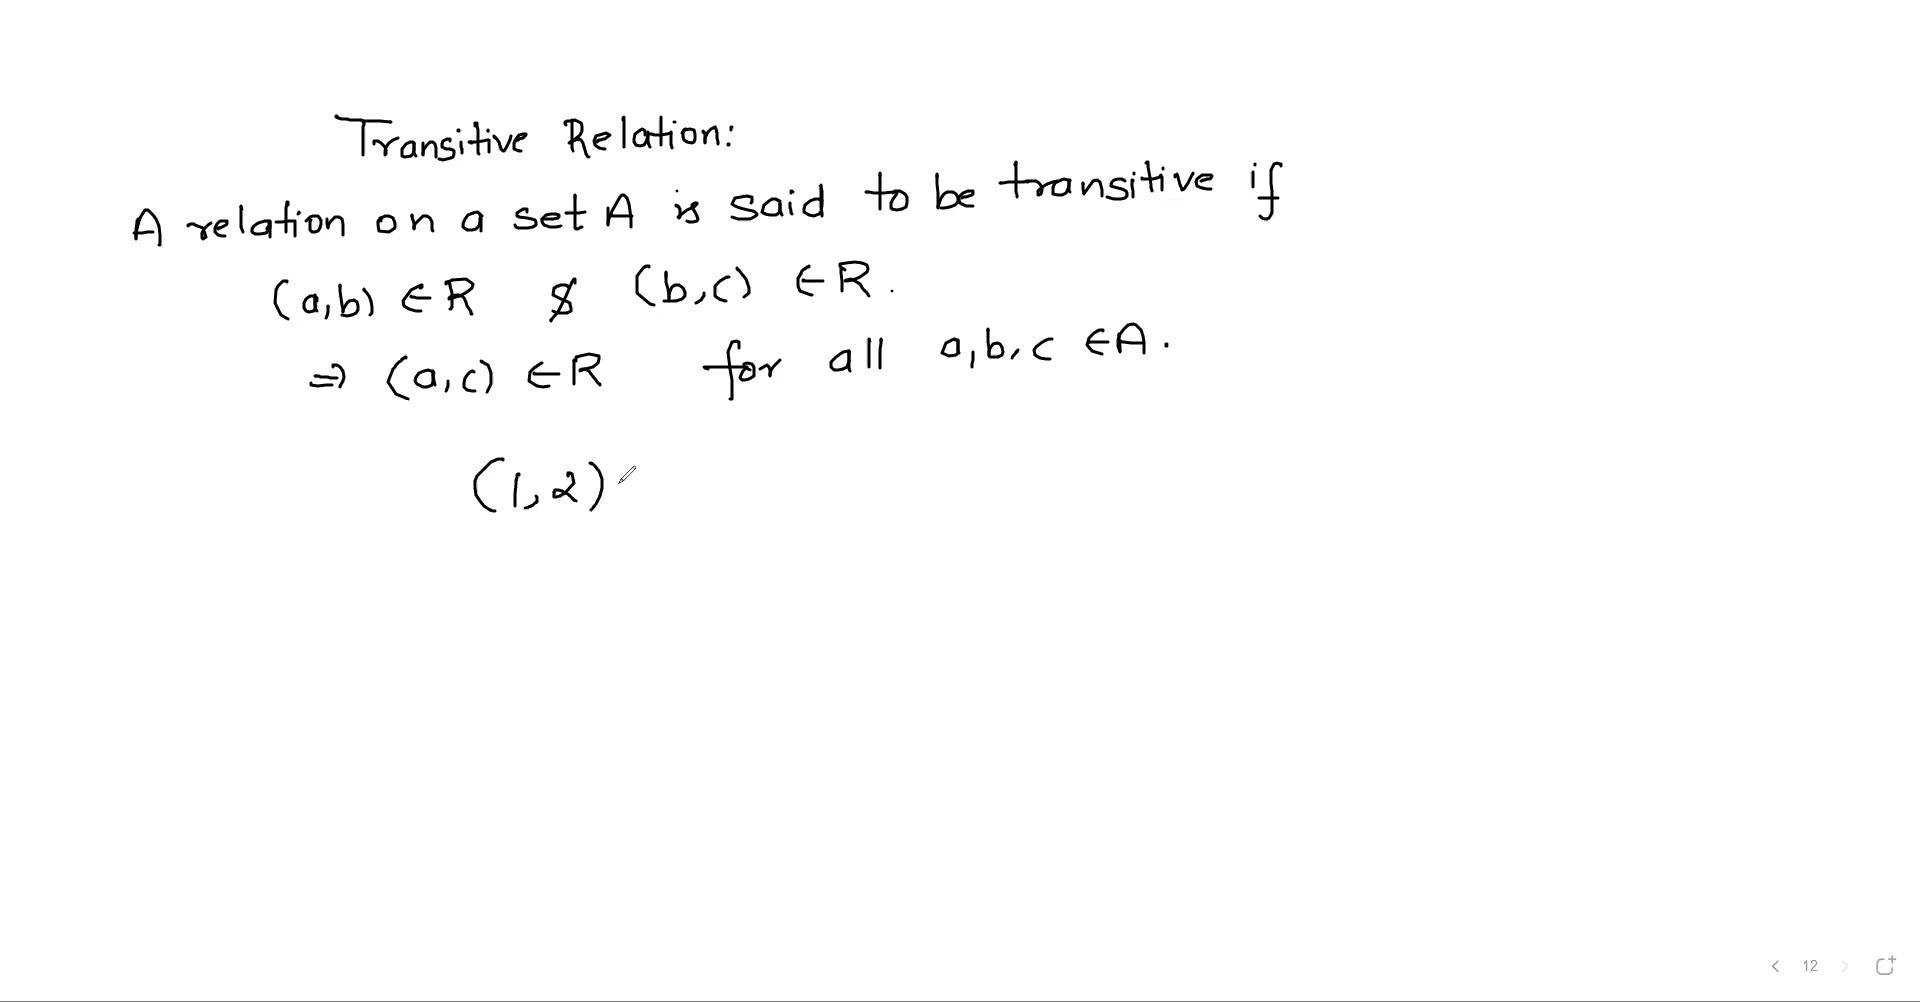 Transitive Relation:
A relation on a set A is said to be transitive if
(a,b) ∈ R & (b,c) ∈ R.
⇒ (a,c) ∈ R for all a,b,c ∈ A.
(1,2)
12